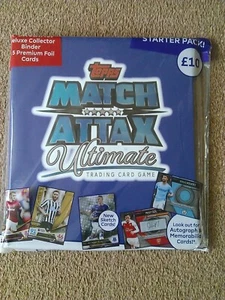 STARTER PACK!
eluxe Collector
Binder
5 Premium Foil
Cards
£10
Topps
MATCH
ATTAX
Ultimate
TRADING CARD GAME
New
Sketch Cards!
Look out for
Autograph
Memorabilia
Cards!*